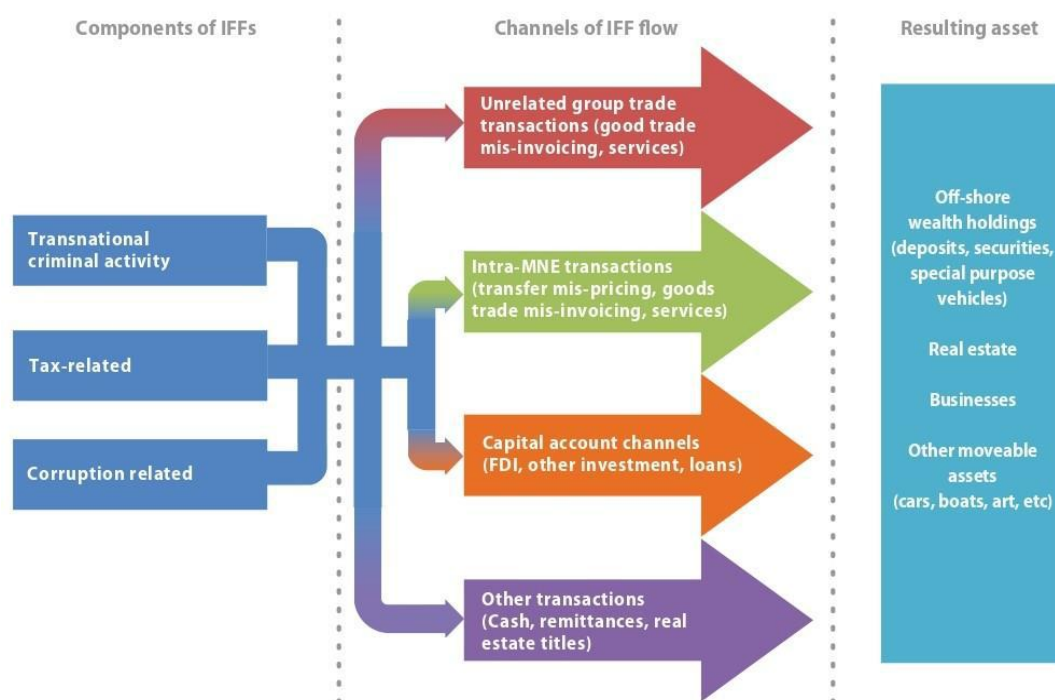 Components of IFFs
Channels of IFF flow
Resulting asset
Transnational
criminal activity
Tax-related
Corruption related
Unrelated group trade
transactions (good trade
mis-invoicing, services)
Intra-MNE transactions
(transfer mis-pricing, goods
trade mis-invoicing, services)
Capital account channels
(FDI, other investment, loans)
Other transactions
(Cash, remittances, real
estate titles)
Off-shore
wealth holdings
(deposits, securities,
special purpose
vehicles)
Real estate
Businesses
Other moveable
assets
(cars, boats, art, etc)